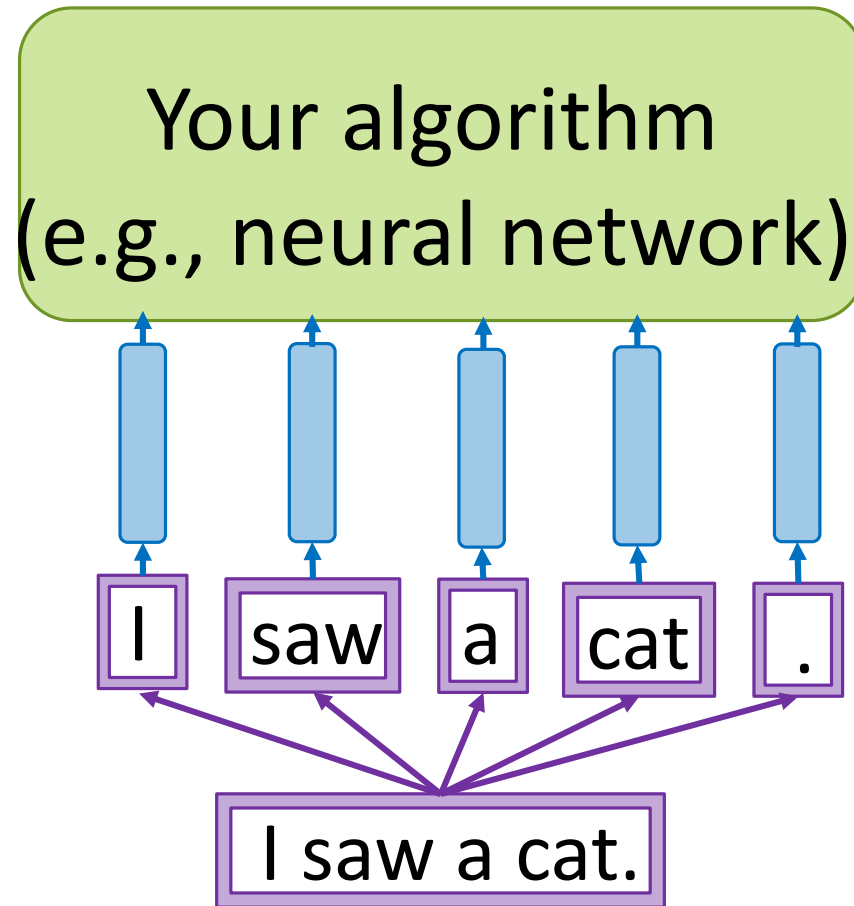 Your algorithm
(e.g., neural network)
I saw a cat .
I saw a cat.